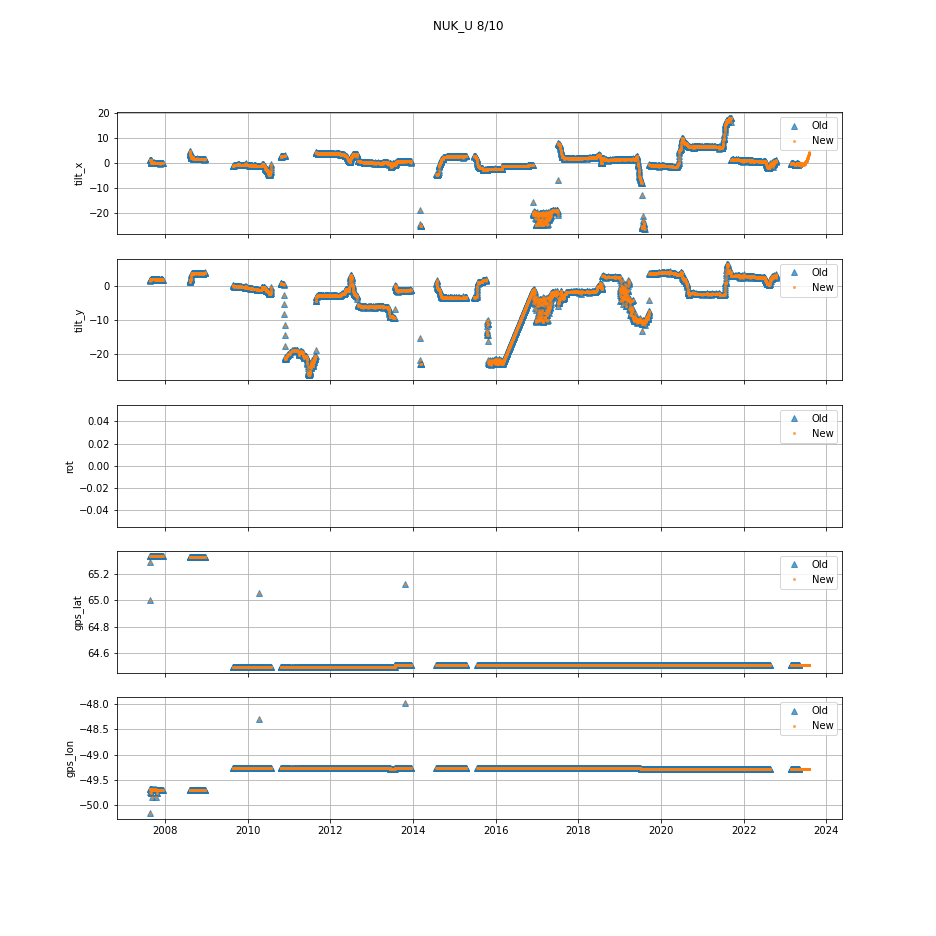 NUK_U 8/10
20
10
0
−10
−20
tilt_x
Old
New
0
−10
−20
tilt_y
Old
New
0.04
0.02
0.00
−0.02
−0.04
rot
Old
New
65.2
65.0
64.8
64.6
gps_lat
Old
New
−48.0
−48.5
−49.0
−49.5
−50.0
gps_lon
Old
New
2008 2010 2012 2014 2016 2018 2020 2022 2024